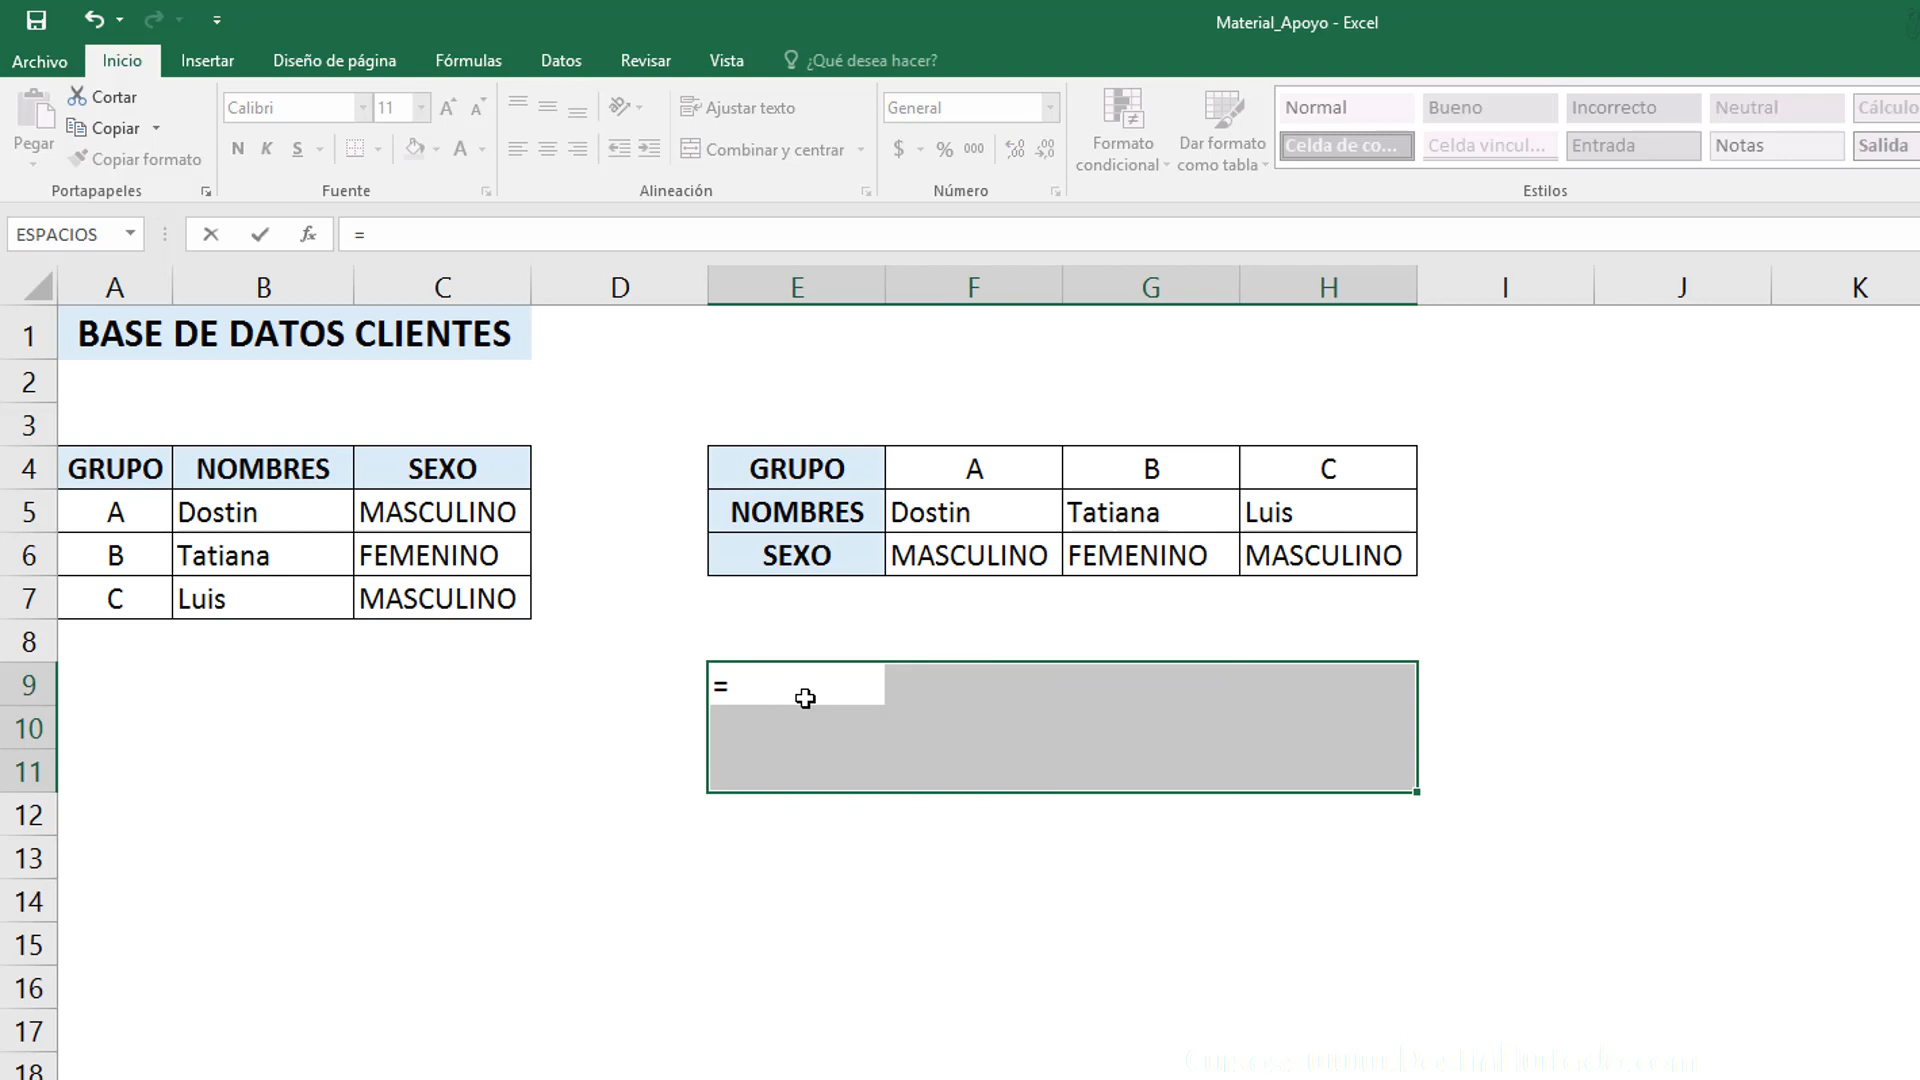 Material_Apoyo - Excel
Archivo Inicio Insertar Diseño de página Fórmulas Datos Revisar Vista ¿Qué desea hacer?
Pegar
Cortar
Copiar
Copiar formato
Portapapeles
Calibri 11
N K S A
Fuente
Ajustar texto
Combinar y centrar
Alineación
General
$ % 000
Número
Formato condicional
Dar formato como tabla
Normal Bueno Incorrecto Neutral Cálculo
Celda de co... Celda vincul... Entrada Notas Salida
Estilos
ESPACIOS fx =
A B C D E F G H I J K
1 BASE DE DATOS CLIENTES
2
3
4 GRUPO NOMBRES SEXO GRUPO A B C
5 A Dostin MASCULINO NOMBRES Dostin Tatiana Luis
6 B Tatiana FEMENINO SEXO MASCULINO FEMENINO MASCULINO
7 C Luis MASCULINO
8
9 =
10
11
12
13
14
15
16
17
18